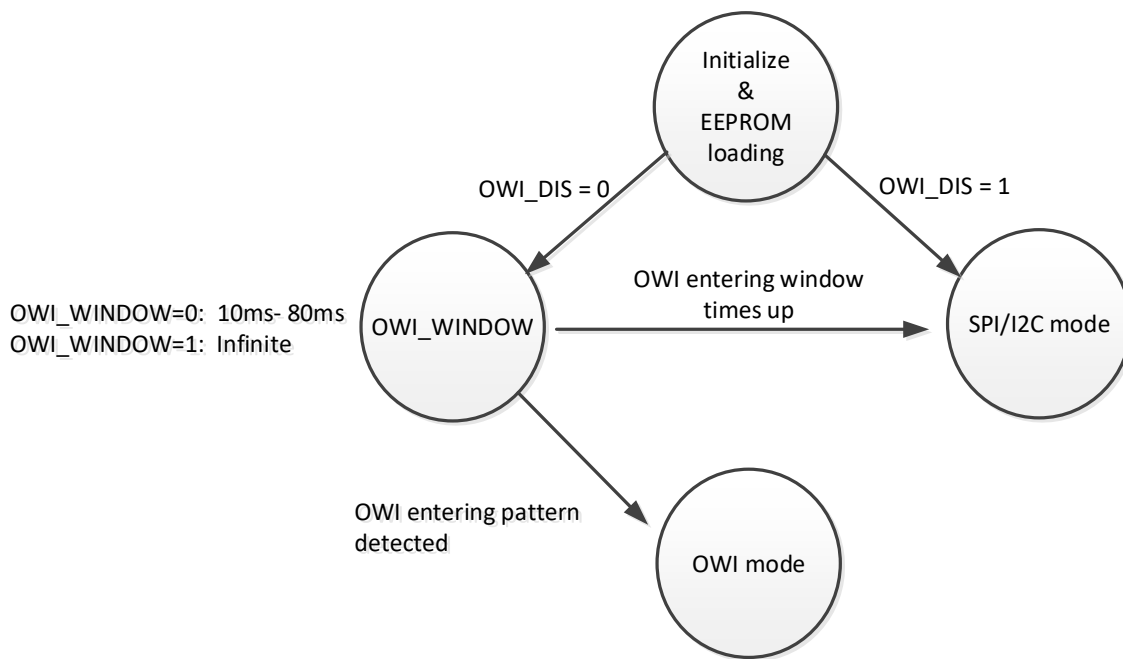 Initialize
&
EEPROM
loading
OWI_DIS = 0
OWI_DIS = 1
OWI_WINDOW=0:  10ms- 80ms
OWI_WINDOW=1:  Infinite
OWI_WINDOW
OWI entering window
times up
SPI/I2C mode
OWI entering pattern
detected
OWI mode